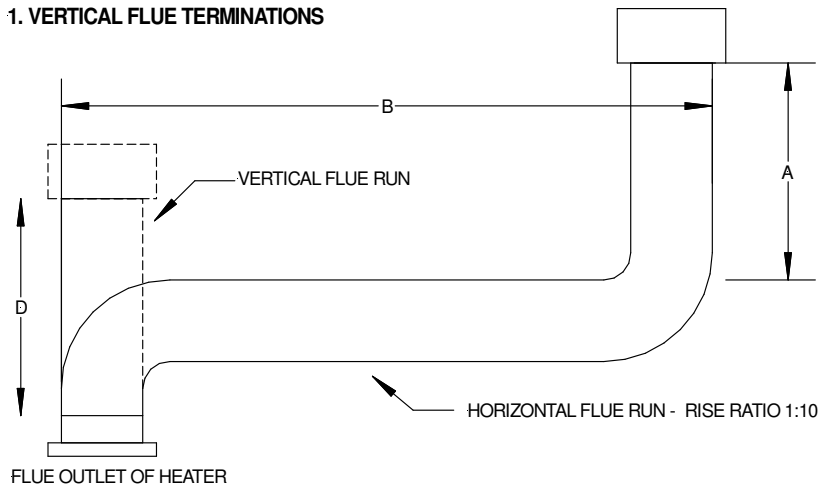 1. VERTICAL FLUE TERMINATIONS
B
A
VERTICAL FLUE RUN
D
HORIZONTAL FLUE RUN - RISE RATIO 1:10
FLUE OUTLET OF HEATER